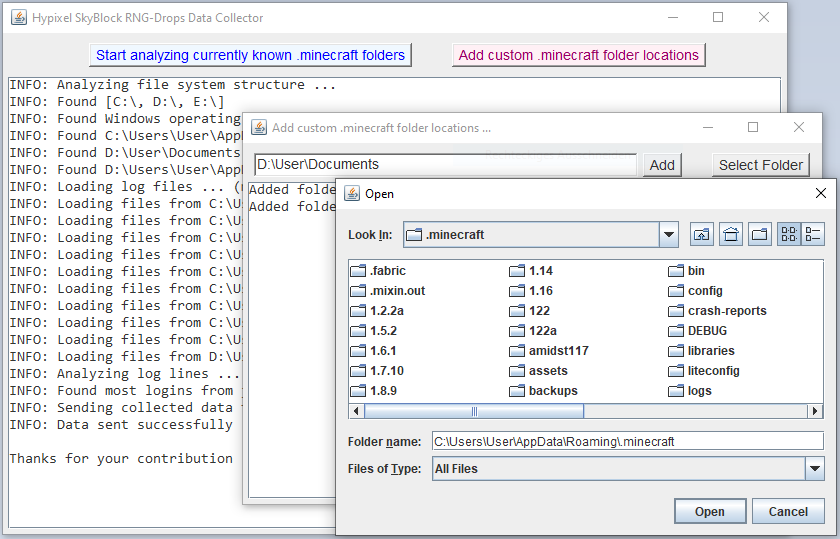 Hypixel SkyBlock RNG-Drops Data Collector
Start analyzing currently known .minecraft folders
Add custom .minecraft folder locations
INFO: Analyzing file system structure ...
INFO: Found [C:\, D:\, E:\]
INFO: Found Windows operating
INFO: Found C:\Users\User\App
INFO: Found D:\User\Documents
INFO: Found D:\Users\User\App
INFO: Loading log files ...
INFO: Loading files from C:\U
INFO: Loading files from C:\U
INFO: Loading files from C:\U
INFO: Loading files from C:\U
INFO: Loading files from C:\U
INFO: Loading files from C:\U
INFO: Loading files from C:\U
INFO: Loading files from C:\U
INFO: Loading files from C:\U
INFO: Loading files from D:\U
INFO: Analyzing log lines ...
INFO: Found most logins from
INFO: Sending collected data
INFO: Data sent successfully
Thanks for your contribution
Add custom .minecraft folder locations ...
D:\User\Documents
Add
Select Folder
Added folde
Added folde
Open
Look In:
.minecraft
.fabric
.mixin.out
1.2.2a
1.5.2
1.6.1
1.7.10
1.8.9
1.14
1.16
122
122a
amidst117
assets
backups
bin
config
crash-reports
DEBUG
libraries
liteconfig
logs
Folder name:
C:\Users\User\AppData\Roaming\.minecraft
Files of Type:
All Files
Open
Cancel